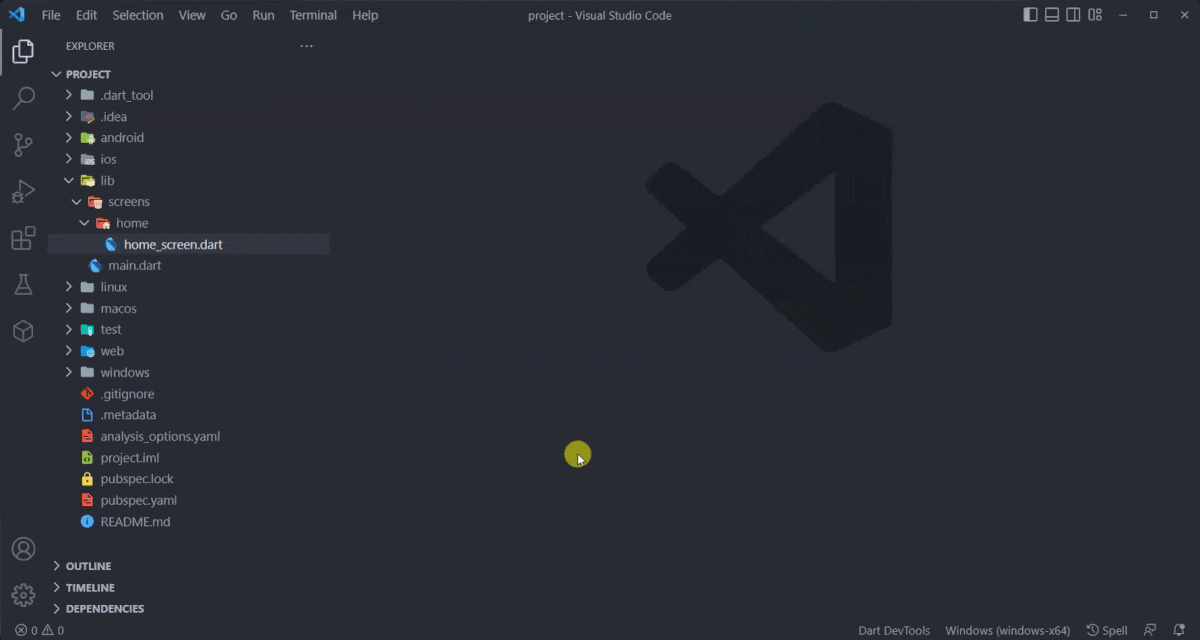 File Edit Selection View Go Run Terminal Help project - Visual Studio Code
EXPLORER
PROJECT
.dart_tool
.idea
android
ios
lib
screens
home
home_screen.dart
main.dart
linux
macos
test
web
windows
.gitignore
.metadata
analysis_options.yaml
project.iml
pubspec.lock
pubspec.yaml
README.md
OUTLINE
TIMELINE
DEPENDENCIES
0 0 Dart DevTools Windows (windows-x64) Spell